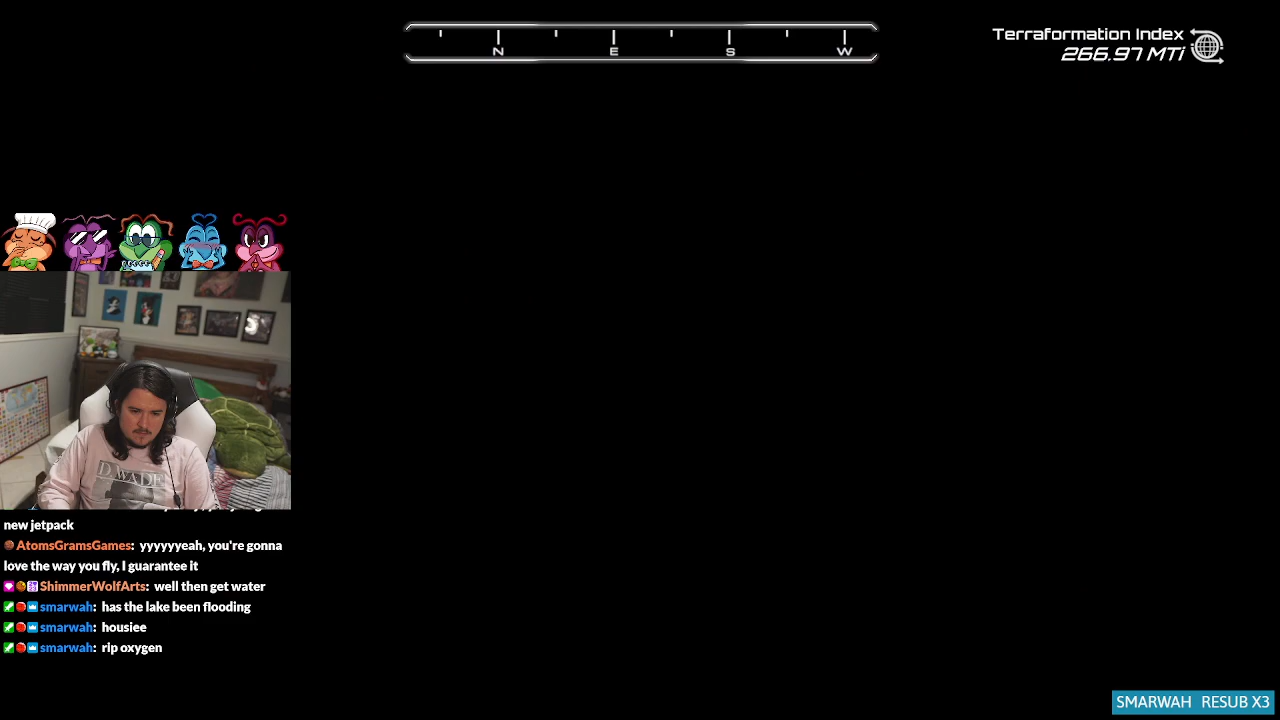 N E S W
Terraformation Index
266.97 MTi
D. WADE
new jetpack
AtomsGramsGames: yyyyyyeah, you're gonna
love the way you fly, I guarantee it
ShimmerWolfArts: well then get water
smarwah: has the lake been flooding
smarwah: housiee
smarwah: rip oxygen
SMARWAH RESUB X3